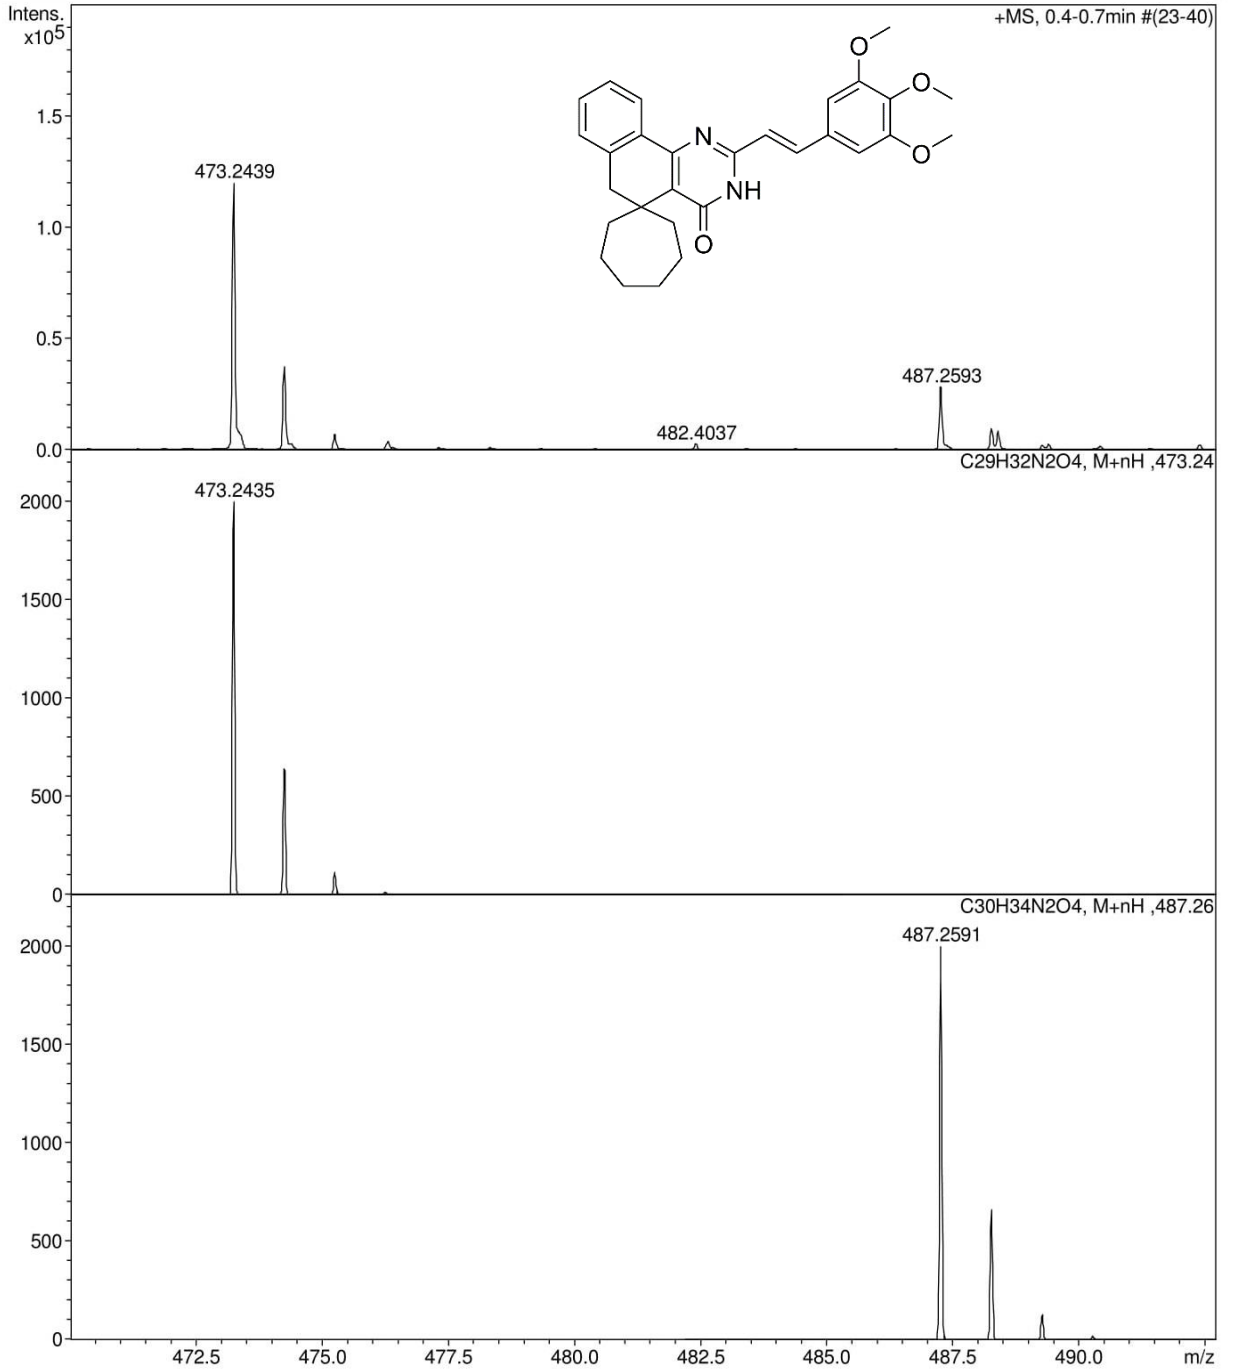 Intens.
x10^5
+MS, 0.4-0.7min #(23-40)
O
O
O
N
NH
O
1.5
1.0
0.5
0.0
473.2439
482.4037
487.2593
C29H32N2O4, M+nH ,473.24
473.2435
2000
1500
1000
500
0
C30H34N2O4, M+nH ,487.26
487.2591
2000
1500
1000
500
0
472.5 475.0 477.5 480.0 482.5 485.0 487.5 490.0 m/z